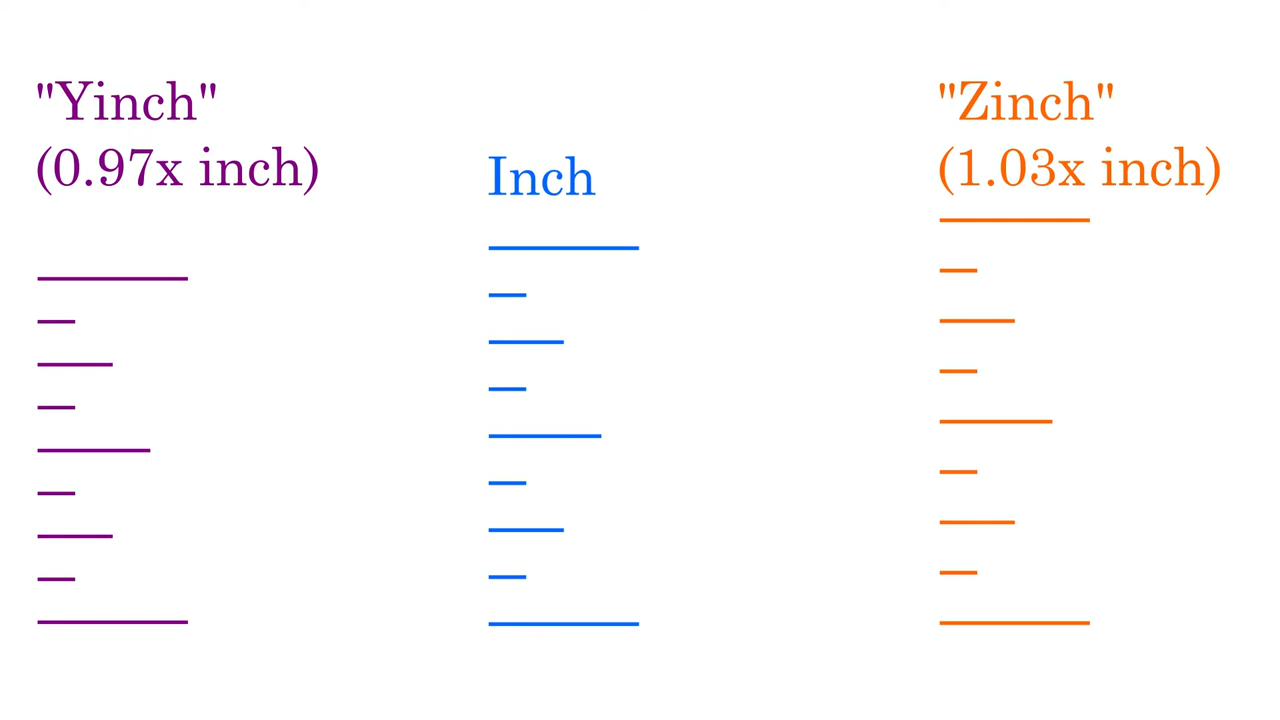 "Yinch"
(0.97x inch)
Inch
"Zinch"
(1.03x inch)